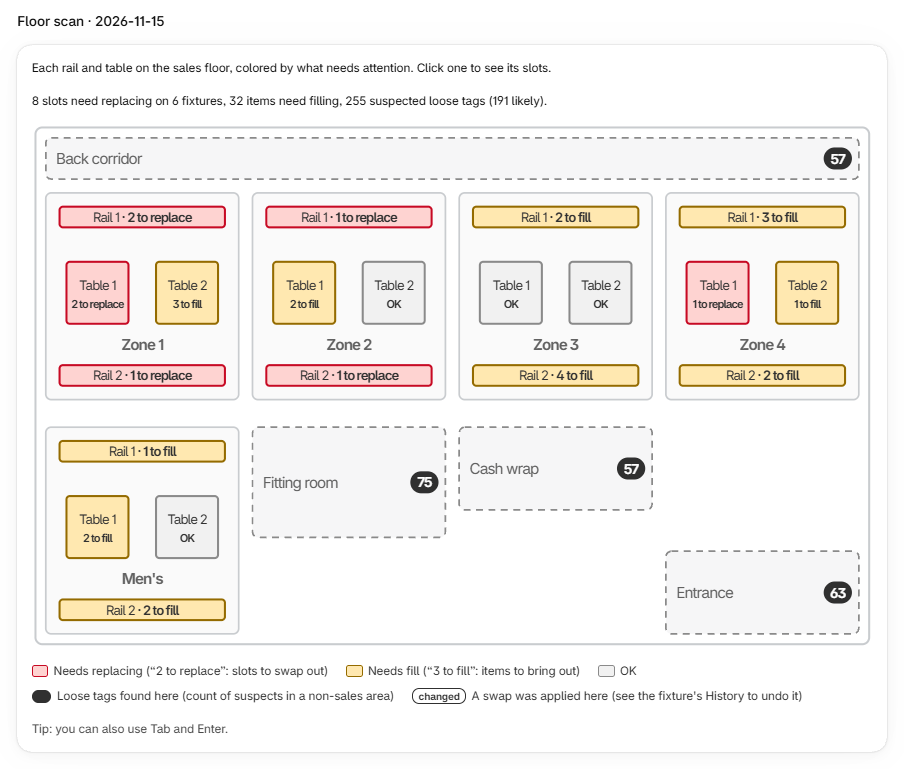 Floor scan · 2026-11-15
Each rail and table on the sales floor, colored by what needs attention. Click one to see its slots.
8 slots need replacing on 6 fixtures, 32 items need filling, 255 suspected loose tags (191 likely).
Back corridor 57
Rail 1 · 2 to replace
Table 1
2 to replace
Table 2
3 to fill
Zone 1
Rail 2 · 1 to replace
Rail 1 · 1 to replace
Table 1
2 to fill
Table 2
OK
Zone 2
Rail 2 · 1 to replace
Rail 1 · 2 to fill
Table 1
OK
Table 2
OK
Zone 3
Rail 2 · 4 to fill
Rail 1 · 3 to fill
Table 1
1 to replace
Table 2
1 to fill
Zone 4
Rail 2 · 2 to fill
Rail 1 · 1 to fill
Table 1
2 to fill
Table 2
OK
Men's
Rail 2 · 2 to fill
Fitting room 75
Cash wrap 57
Entrance 63
Needs replacing (“2 to replace”: slots to swap out) Needs fill (“3 to fill”: items to bring out) OK
Loose tags found here (count of suspects in a non-sales area) changed A swap was applied here (see the fixture's History to undo it)
Tip: you can also use Tab and Enter.